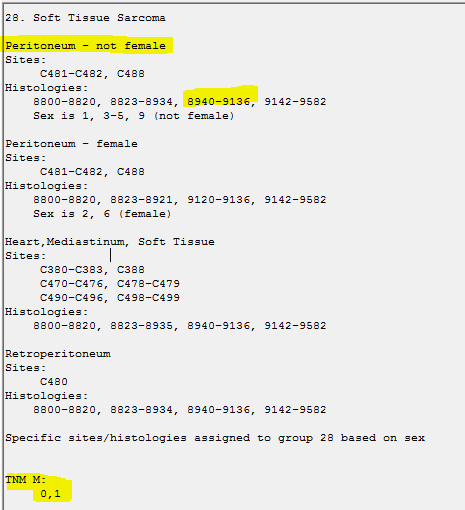 28. Soft Tissue Sarcoma
Peritoneum - not female
Sites:
C481-C482, C488
Histologies:
8800-8820, 8823-8934, 8940-9136, 9142-9582
Sex is 1, 3-5, 9 (not female)
Peritoneum - female
Sites:
C481-C482, C488
Histologies:
8800-8820, 8823-8921, 9120-9136, 9142-9582
Sex is 2, 6 (female)
Heart,Mediastinum, Soft Tissue
Sites:
C380-C383, C388
C470-C476, C478-C479
C490-C496, C498-C499
Histologies:
8800-8820, 8823-8935, 8940-9136, 9142-9582
Retroperitoneum
Sites:
C480
Histologies:
8800-8820, 8823-8934, 8940-9136, 9142-9582
Specific sites/histologies assigned to group 28 based on sex
TNM M:
0,1